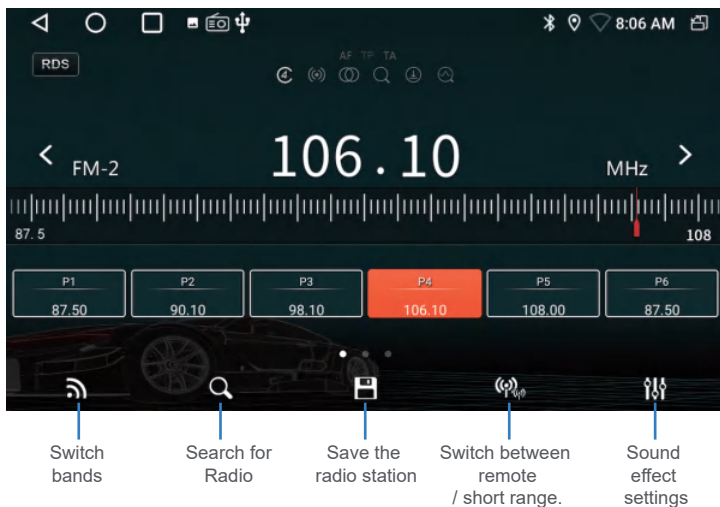 8:06 AM
RDS
AF TP TA
FM-2 106.10 MHz
87.5 108
P1 P2 P3 P4 P5 P6
87.50 90.10 98.10 106.10 108.00 87.50
Switch
bands
Search for
Radio
Save the
radio station
Switch between
remote
/ short range.
Sound
effect
settings